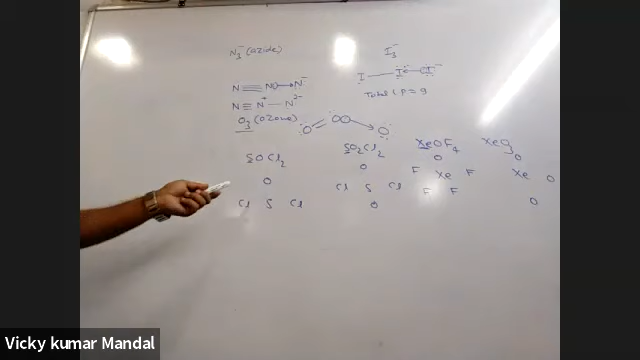 N₃⁻ (azide)
N≡N→N⁻
N≡N⁺—N²⁻
O₃ (ozone)
O=O→O
I₃⁻
I—I←I⁻
Total LP = 9
SOCl₂
O
Cl S Cl
SO₂Cl₂
O
Cl S Cl
O
XeOF₄
O
F Xe F
F F
XeO₃
O
Xe O
O
Vicky kumar Mandal